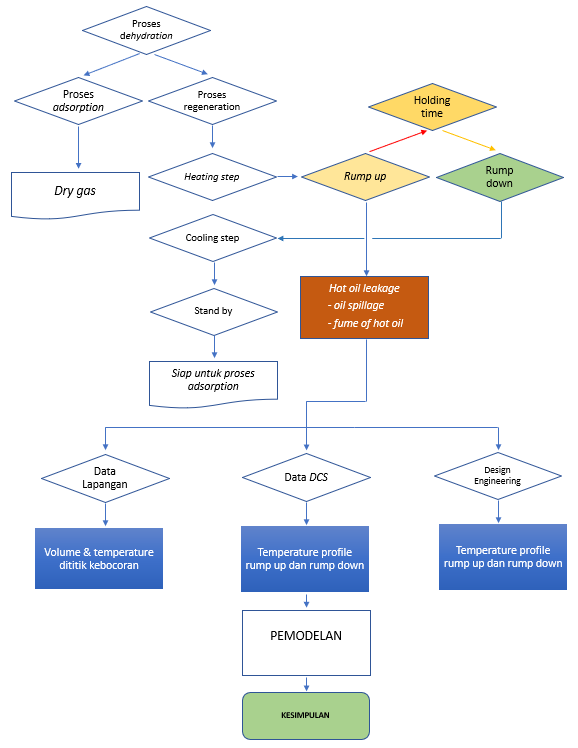 Proses
dehydration
Proses
adsorption
Proses
regeneration
Holding
time
Dry gas
Heating step
Rump up
Rump
down
Cooling step
Hot oil leakage
- oil spillage
- fume of hot oil
Stand by
Siap untuk proses
adsorption
Data
Lapangan
Data DCS
Design
Engineering
Volume & temperature
dititik kebocoran
Temperature profile
rump up dan rump down
Temperature profile
rump up dan rump down
PEMODELAN
KESIMPULAN